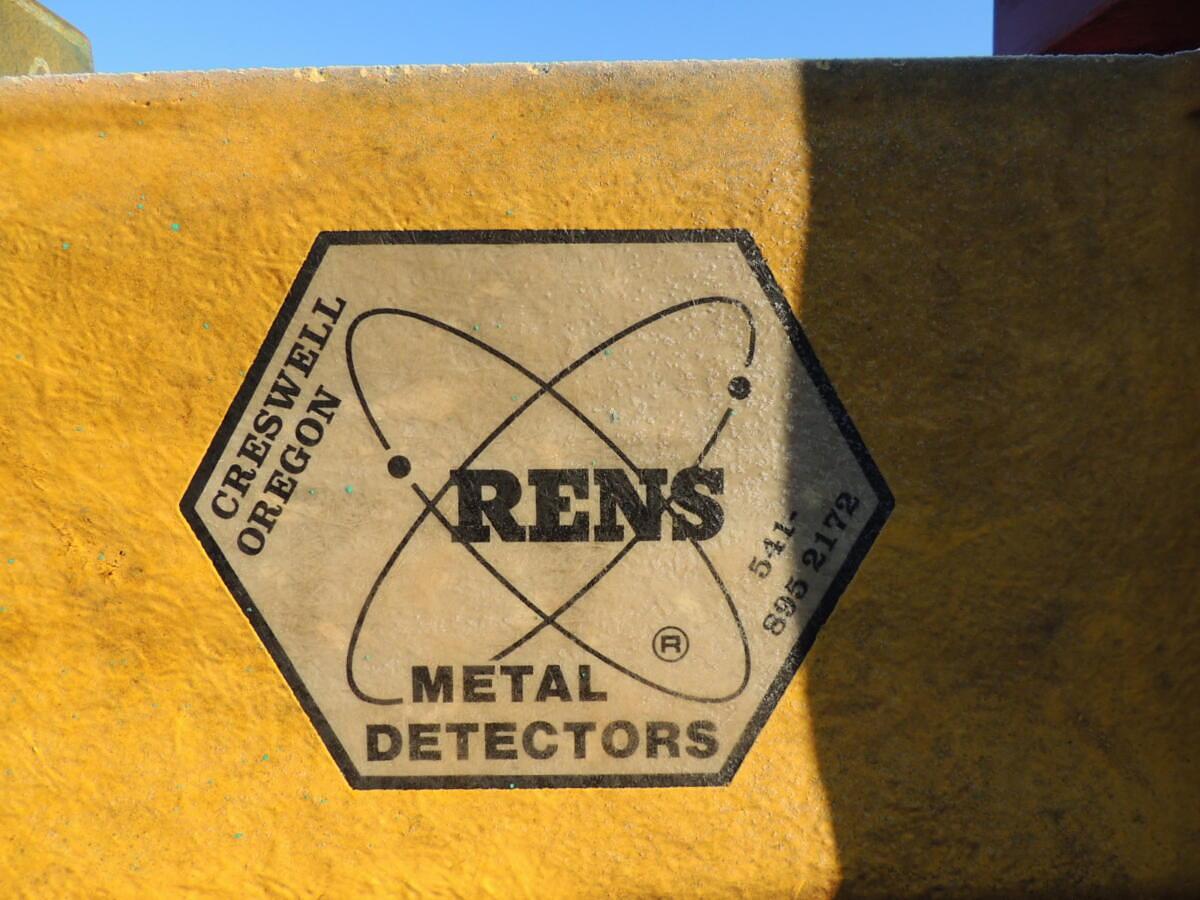 CRESWELL
OREGON
RENS
541-
895 2172
®
METAL
DETECTORS